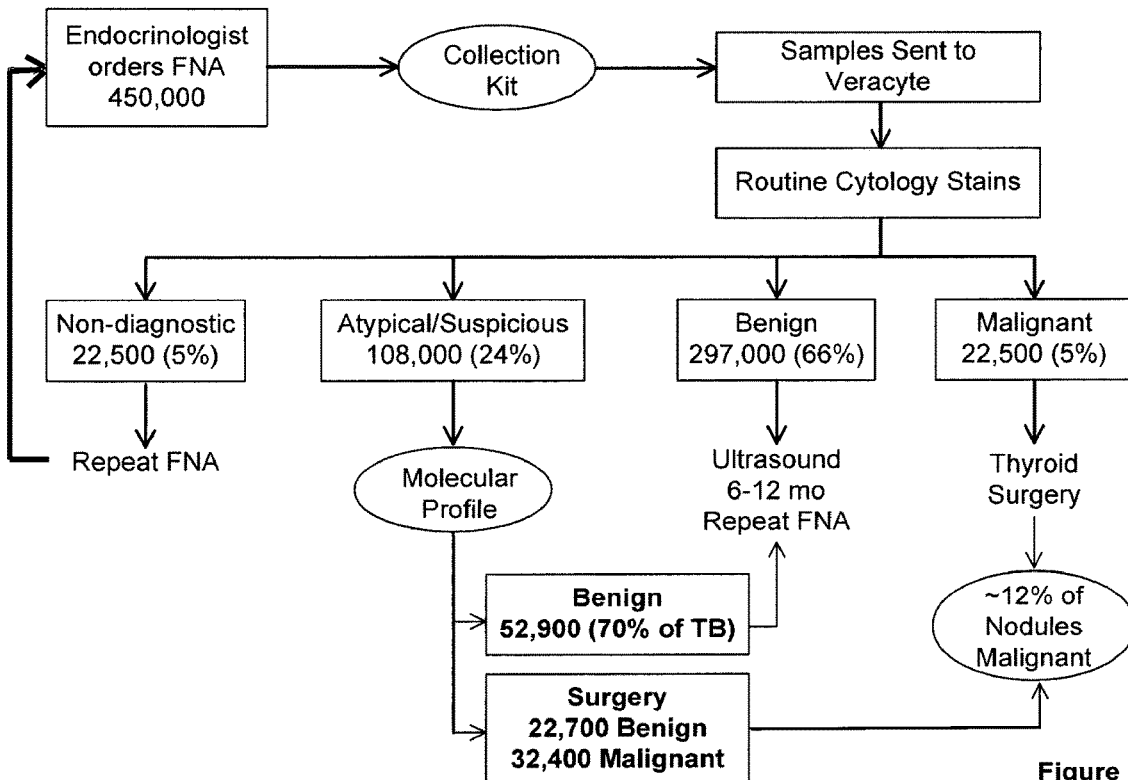 Endocrinologist
orders FNA
450,000
Collection
Kit
Samples Sent to
Veracyte
Routine Cytology Stains
Non-diagnostic
22,500 (5%)
Atypical/Suspicious
108,000 (24%)
Benign
297,000 (66%)
Malignant
22,500 (5%)
Repeat FNA
Molecular
Profile
Ultrasound
6-12 mo
Repeat FNA
Thyroid
Surgery
Benign
52,900 (70% of TB)
~12% of
Nodules
Malignant
Surgery
22,700 Benign
32,400 Malignant
Figure